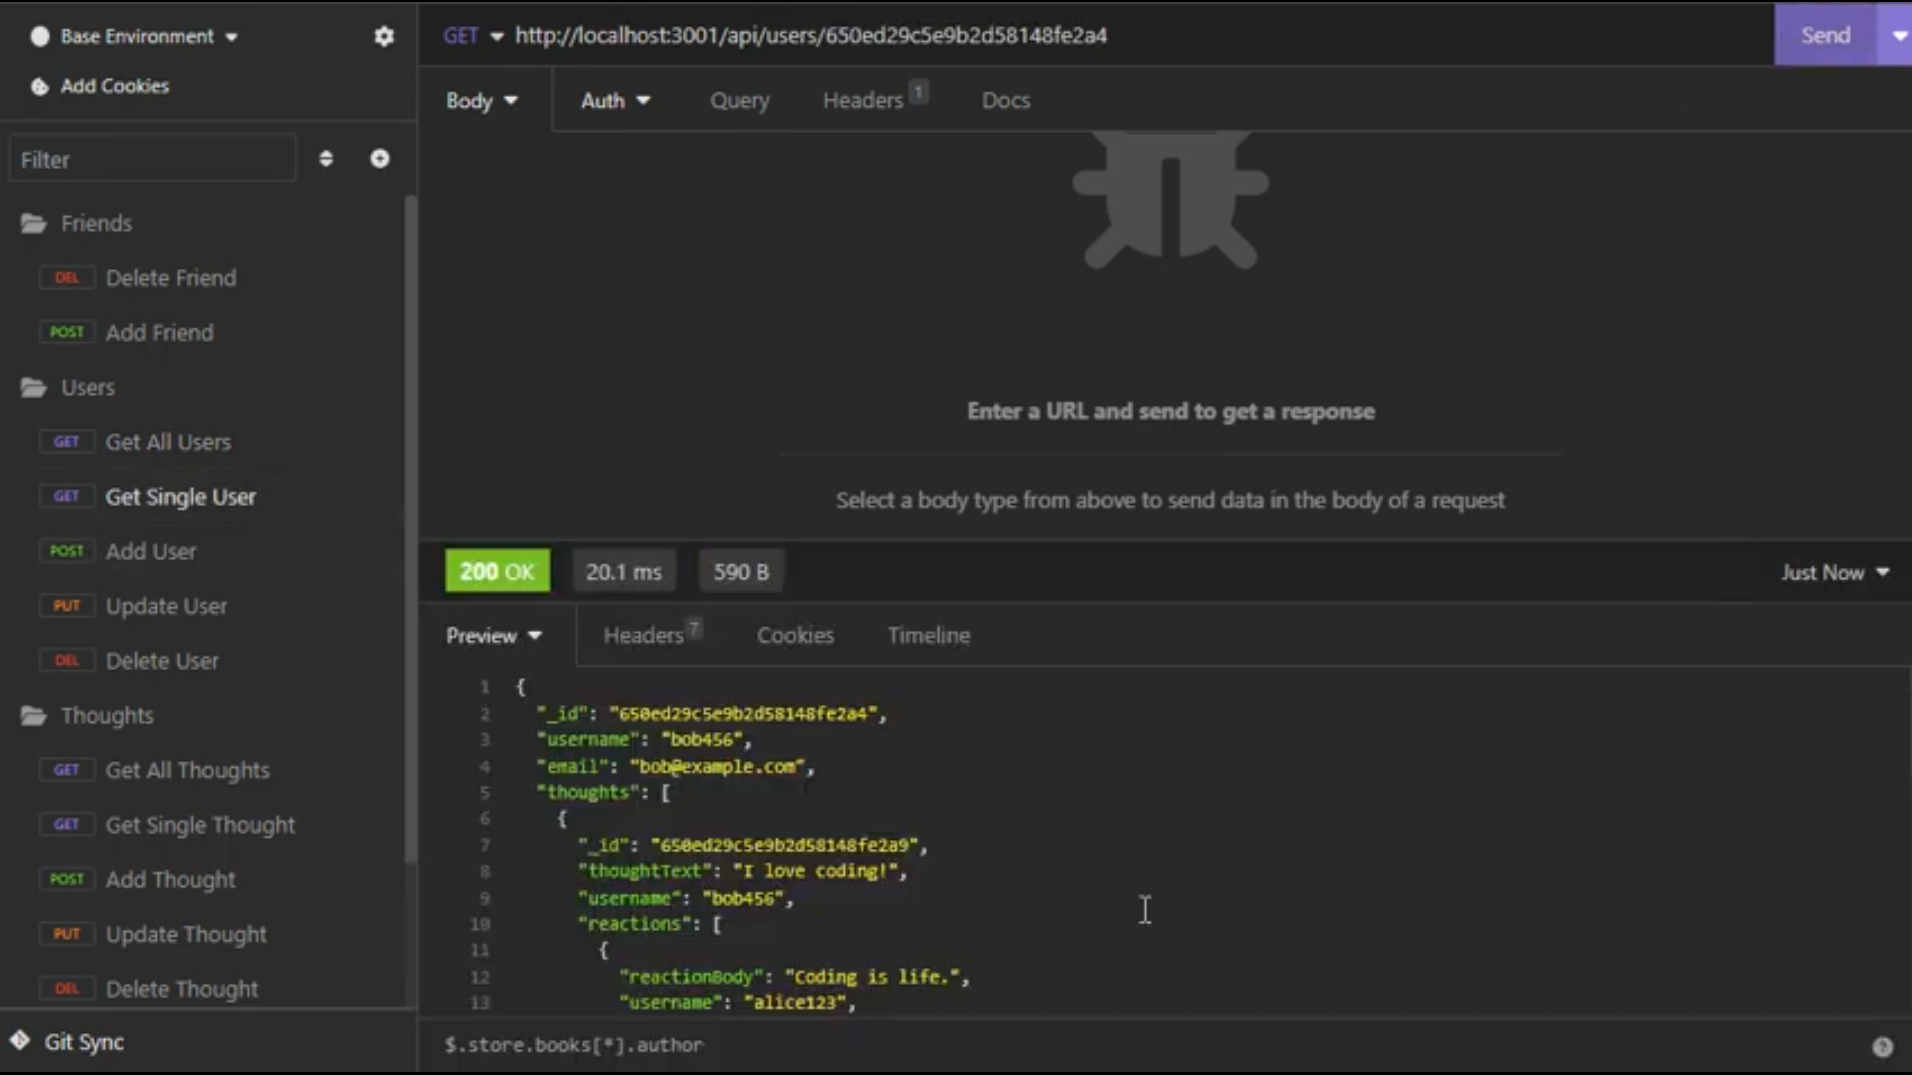 Base Environment
Add Cookies
Filter
Friends
DEL Delete Friend
POST Add Friend
Users
GET Get All Users
GET Get Single User
POST Add User
PUT Update User
DEL Delete User
Thoughts
GET Get All Thoughts
GET Get Single Thought
POST Add Thought
PUT Update Thought
DEL Delete Thought
Git Sync
GET http://localhost:3001/api/users/650ed29c5e9b2d58148fe2a4 Send
Body Auth Query Headers 1 Docs
Enter a URL and send to get a response
Select a body type from above to send data in the body of a request
200 OK 20.1 ms 590 B Just Now
Preview Headers 7 Cookies Timeline
1 {
2 "_id": "650ed29c5e9b2d58148fe2a4",
3 "username": "bob456",
4 "email": "bob@example.com",
5 "thoughts": [
6 {
7 "_id": "650ed29c5e9b2d58148fe2a9",
8 "thoughtText": "I love coding!",
9 "username": "bob456",
10 "reactions": [
11 {
12 "reactionBody": "Coding is life.",
13 "username": "alice123",
$.store.books[*].author